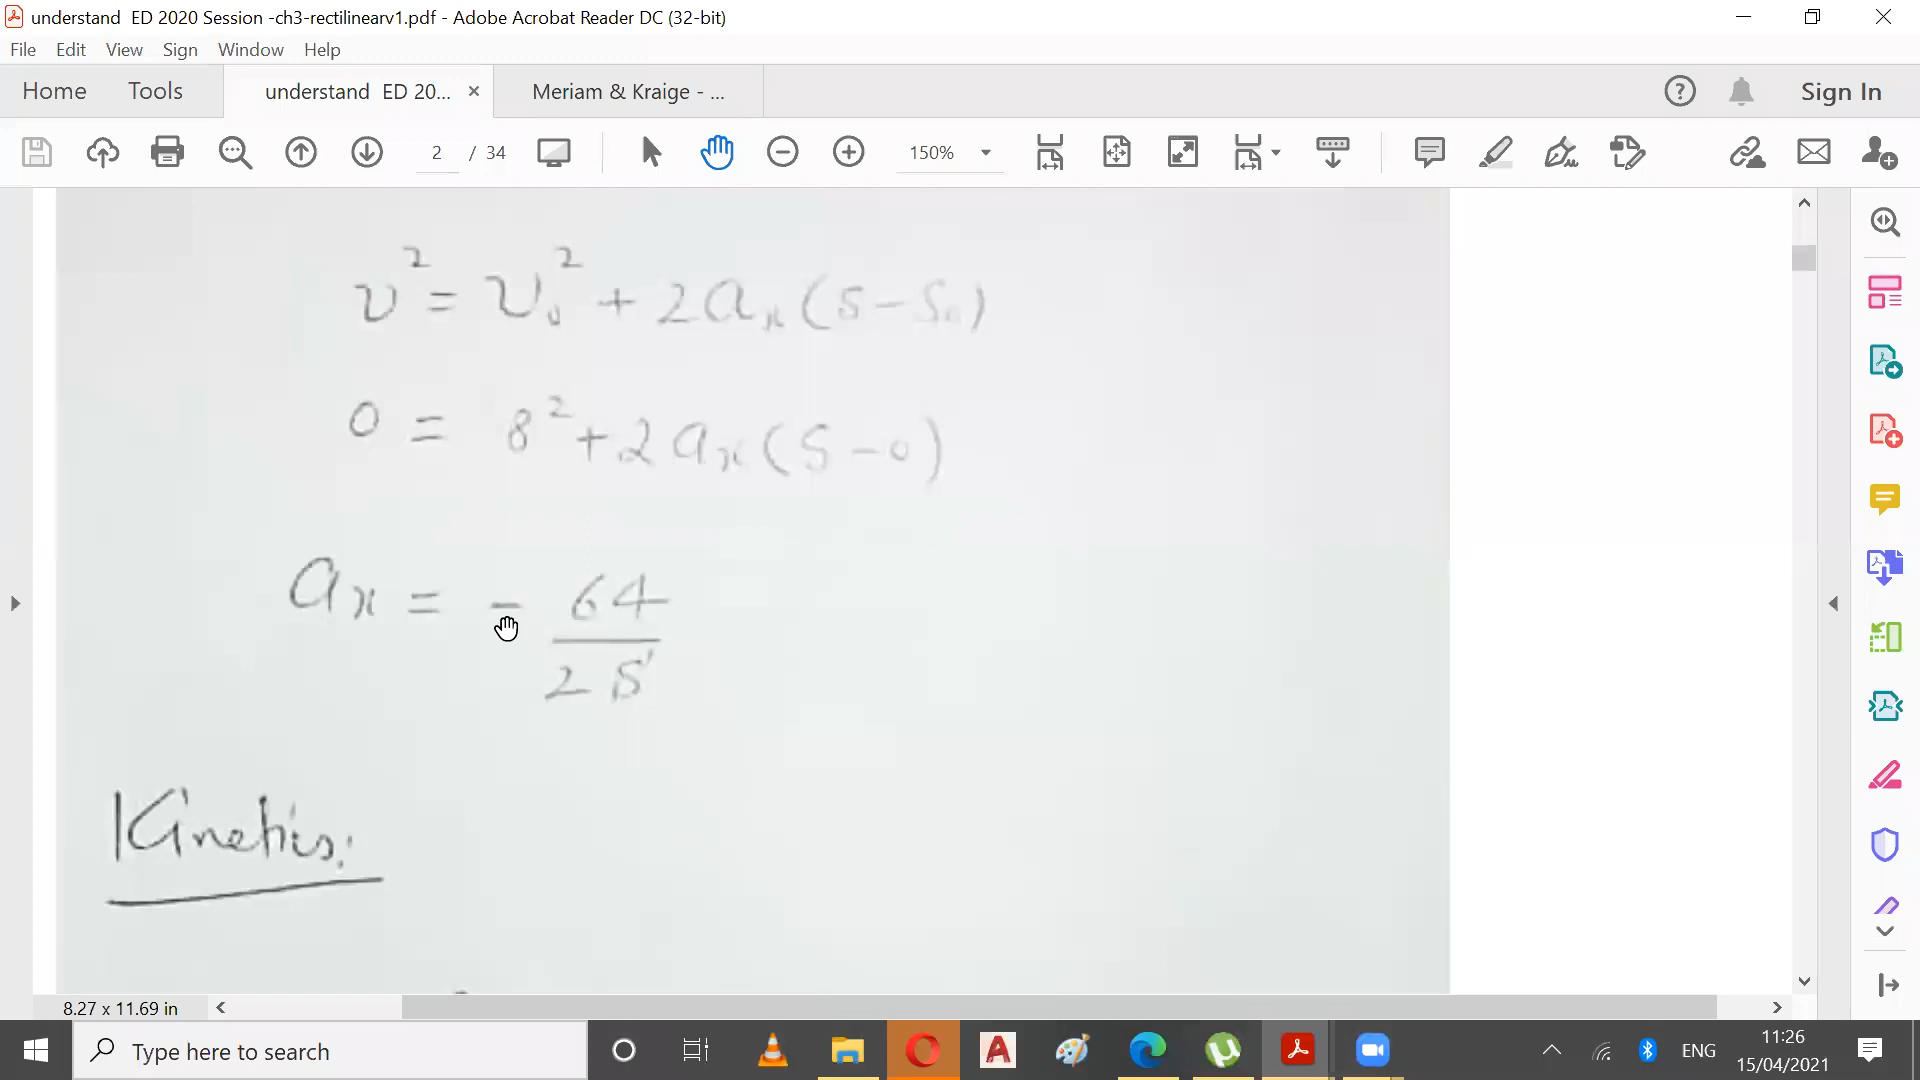 understand ED 2020 Session -ch3-rectilinearv1.pdf - Adobe Acrobat Reader DC (32-bit)
File Edit View Sign Window Help
Home Tools understand ED 20... × Meriam & Kraige - ... Sign In
2 / 34 150%
v² = v₀² + 2aₓ(S - S₀)
0 = 8² + 2aₓ(S - 0)
aₓ = - 64
2 S
Kinetics:
8.27 x 11.69 in
Type here to search
ENG
11:26
15/04/2021